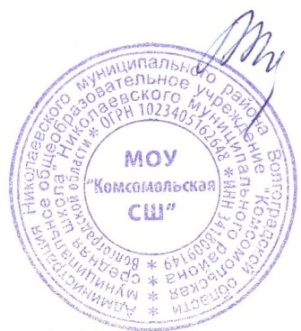 Администрация Николаевского муниципального района Волгоградской области
муниципальное общеобразовательное учреждение "Комсомольская
средняя школа" Николаевского муниципального района
Волгоградской области * ОГРН 1023405162648 * ИНН
МОУ
"Комсомольская
СШ"